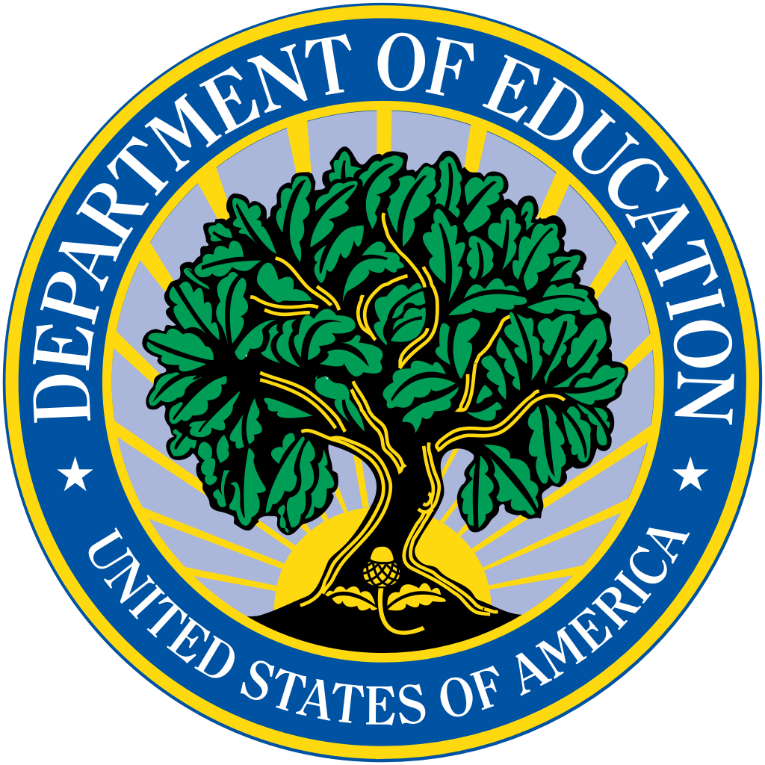 DEPARTMENT OF EDUCATION
UNITED STATES OF AMERICA